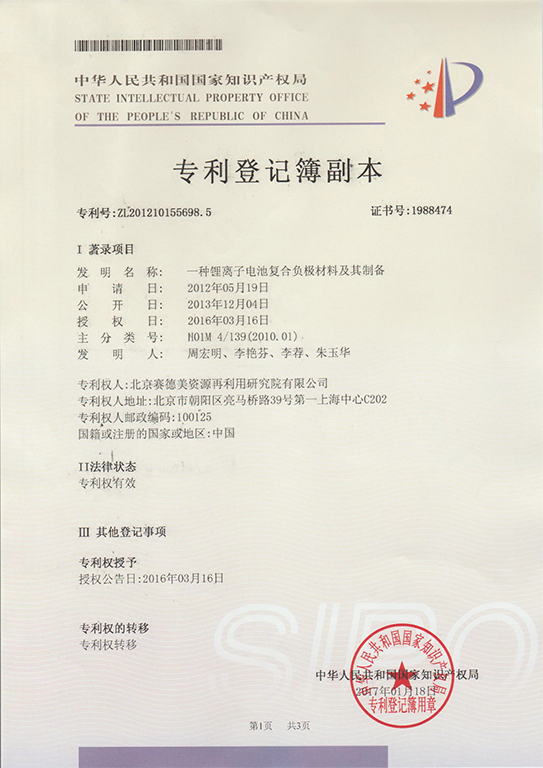 中华人民共和国国家知识产权局
STATE INTELLECTUAL PROPERTY OFFICE
OF THE PEOPLE'S REPUBLIC OF CHINA
专利登记簿副本
专利号:ZL201210155698.5 证书号:1988474
I 著录项目
发明名称: 一种锂离子电池复合负极材料及其制备
申请日: 2012年05月19日
公开日: 2013年12月04日
授权日: 2016年03月16日
主分类号: H01M 4/139(2010.01)
发明人: 周宏明、李艳芬、李荐、朱玉华
专利权人:北京赛德美资源再利用研究院有限公司
专利权人地址:北京市朝阳区亮马桥路39号第一上海中心C202
专利权人邮政编码:100125
国籍或注册的国家或地区:中国
II法律状态
专利权有效
III 其他登记事项
专利权授予
授权公告日:2016年03月16日
专利权的转移
专利权转移
SIPO
中华人民共和国国家知识产权局
中华人民共和国国家知识产权局
2017年01月18日
专利登记簿用章
第1页 共3页